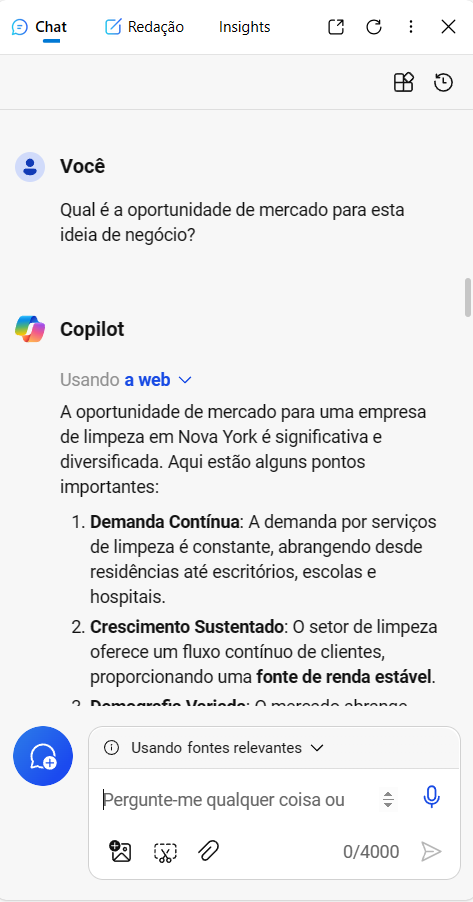 Chat Redação Insights
Você
Qual é a oportunidade de mercado para esta
ideia de negócio?
Copilot
Usando a web
A oportunidade de mercado para uma empresa
de limpeza em Nova York é significativa e
diversificada. Aqui estão alguns pontos
importantes:
1. Demanda Contínua: A demanda por serviços
de limpeza é constante, abrangendo desde
residências até escritórios, escolas e
hospitais.
2. Crescimento Sustentado: O setor de limpeza
oferece um fluxo contínuo de clientes,
proporcionando uma fonte de renda estável.
3. Demografia Variada: O mercado abrange
Usando fontes relevantes
Pergunte-me qualquer coisa ou
0/4000